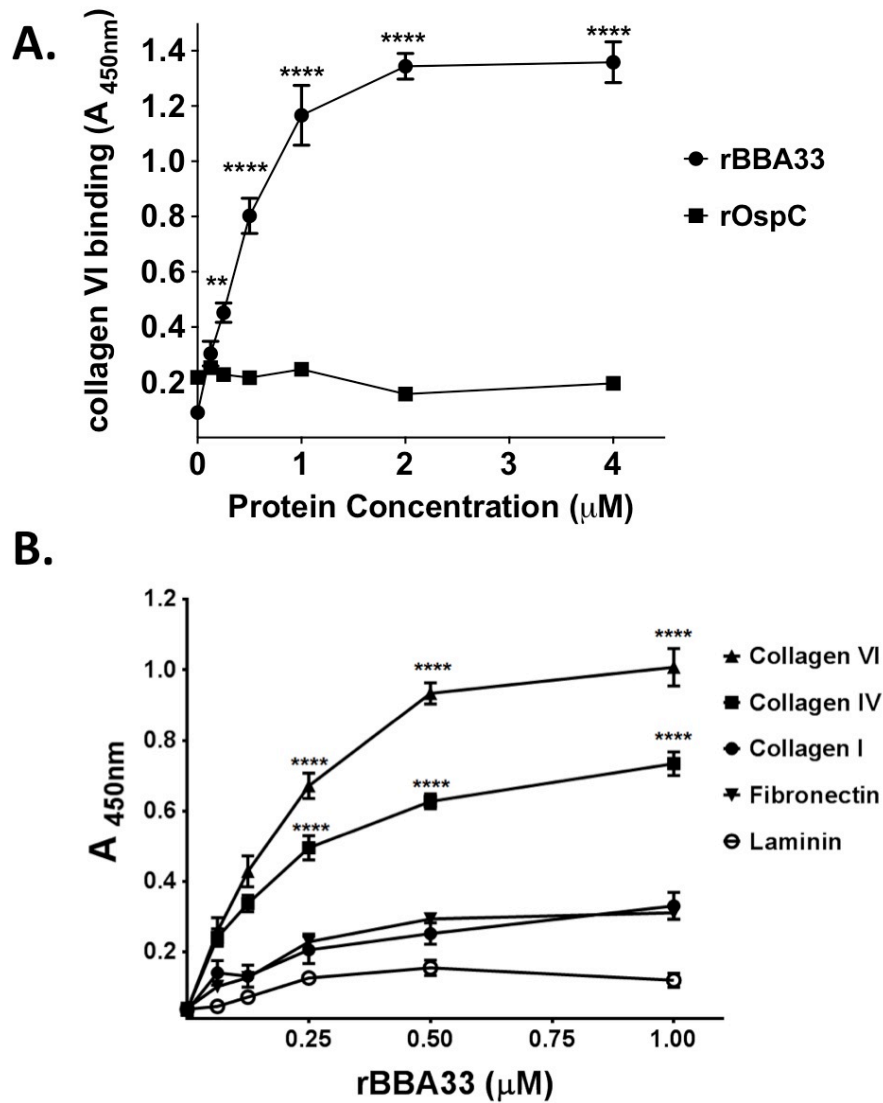 A.
collagen VI binding (A 450nm)
1.4
1.2
1.0
0.8
0.6
0.4
0.2
****
****
****
****
**
rBBA33
rOspC
0 1 2 3 4
Protein Concentration (μM)
B.
A 450nm
1.2
1.0
0.8
0.6
0.4
0.2
****
****
****
****
****
****
Collagen VI
Collagen IV
Collagen I
Fibronectin
Laminin
0.25 0.50 0.75 1.00
rBBA33 (μM)